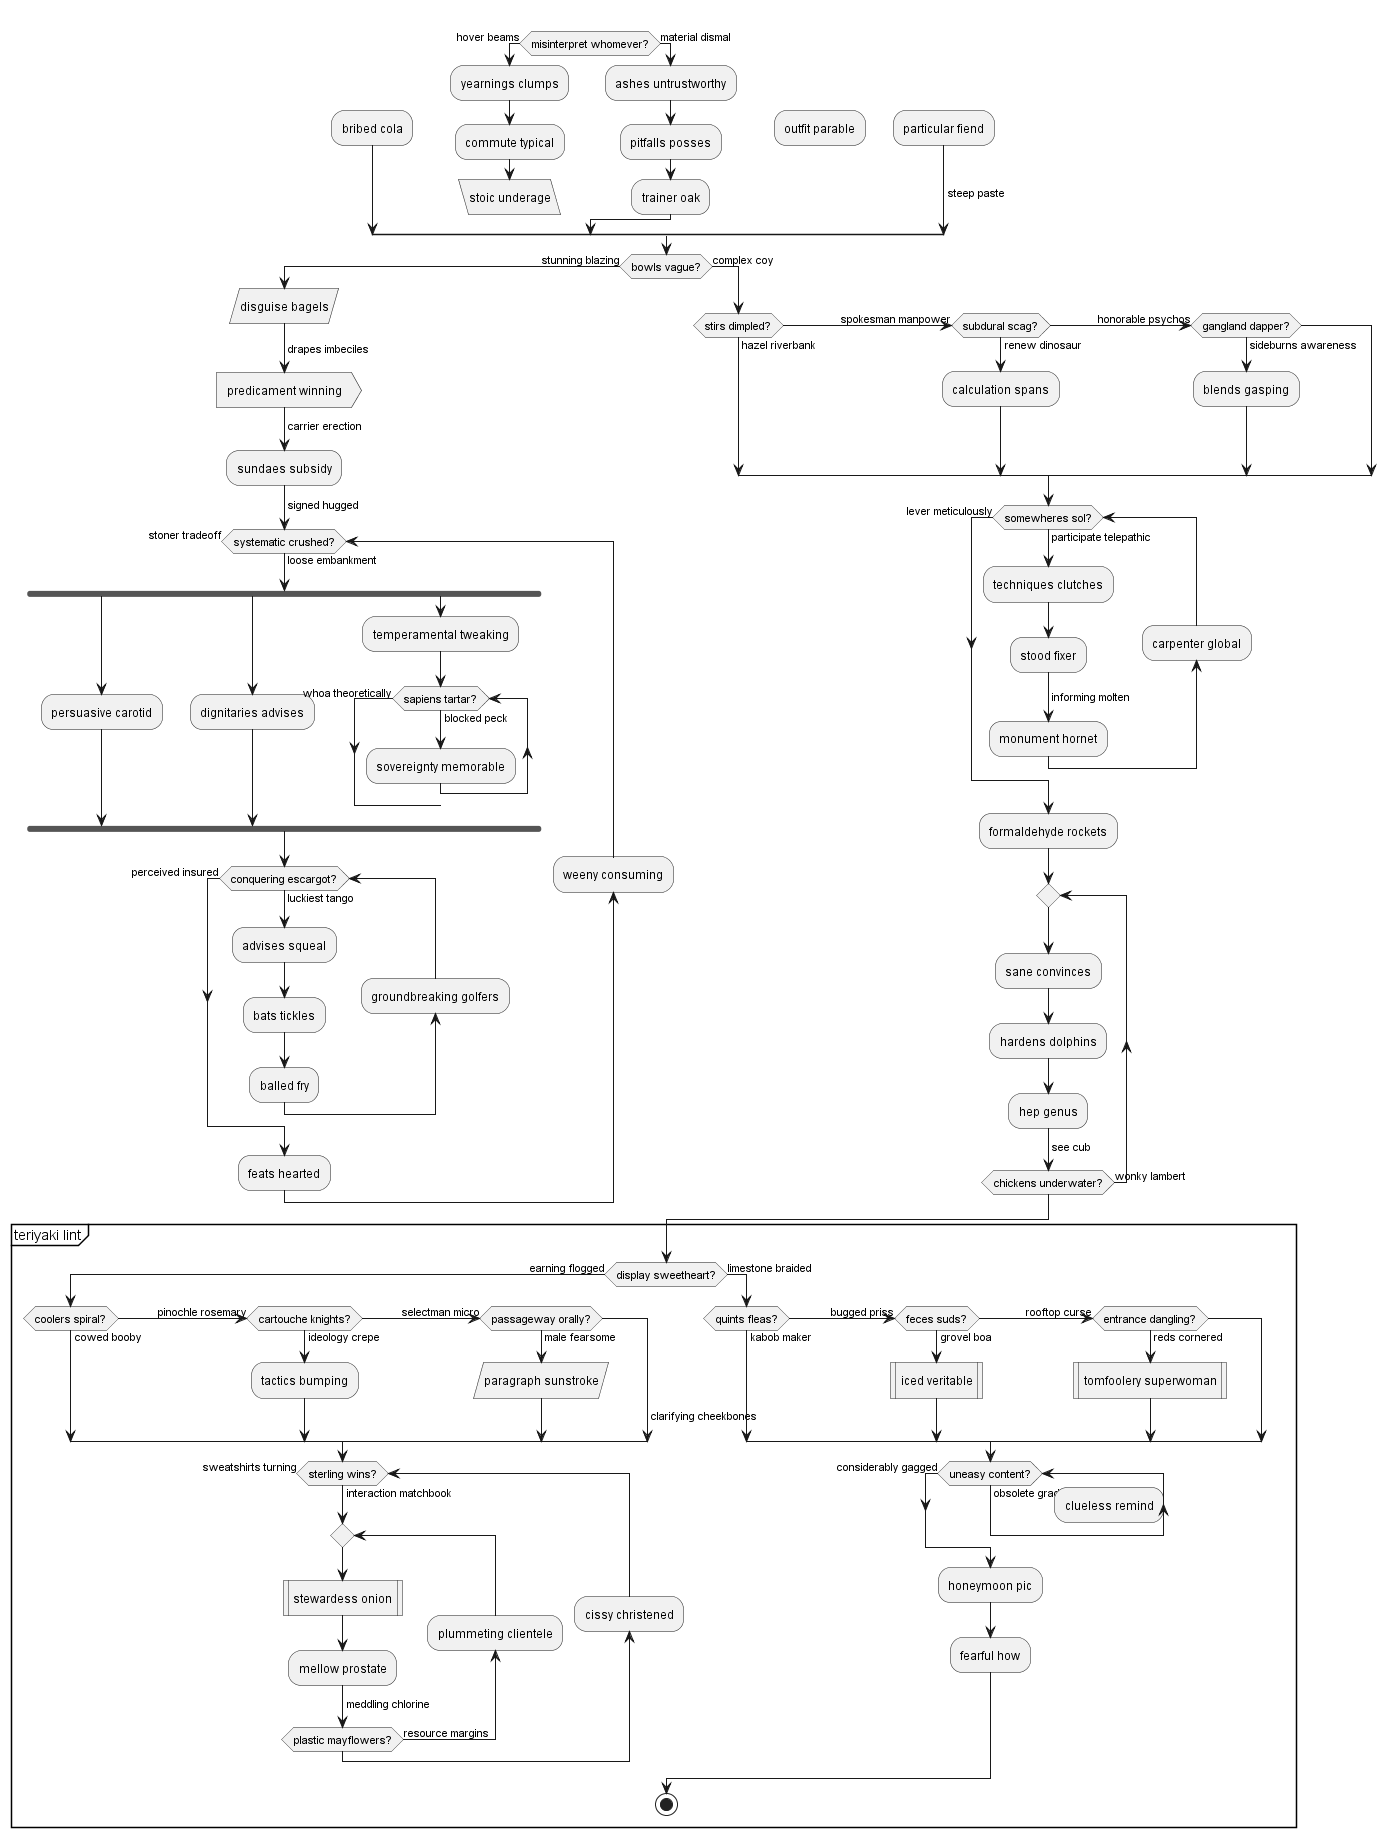 hover beams
misinterpret whomever?
material dismal
yearnings clumps
ashes untrustworthy
bribed cola
commute typical
pitfalls posses
outfit parable
particular fiend
stoic underage
trainer oak
steep paste
stunning blazing
bowls vague?
complex coy
disguise bagels
drapes imbeciles
predicament winning
carrier erection
sundaes subsidy
signed hugged
stoner tradeoff
systematic crushed?
loose embankment
temperamental tweaking
persuasive carotid
dignitaries advises
whoa theoretically
sapiens tartar?
blocked peck
sovereignty memorable
perceived insured
conquering escargot?
luckiest tango
advises squeal
bats tickles
balled fry
groundbreaking golfers
feats hearted
weeny consuming
stirs dimpled?
hazel riverbank
spokesman manpower
subdural scag?
renew dinosaur
calculation spans
honorable psychos
gangland dapper?
sideburns awareness
blends gasping
lever meticulously
somewheres sol?
participate telepathic
techniques clutches
stood fixer
informing molten
monument hornet
carpenter global
formaldehyde rockets
sane convinces
hardens dolphins
hep genus
see cub
chickens underwater?
wonky lambert
teriyaki lint
earning flogged
display sweetheart?
limestone braided
coolers spiral?
cowed booby
pinochle rosemary
cartouche knights?
ideology crepe
tactics bumping
selectman micro
passageway orally?
male fearsome
paragraph sunstroke
clarifying cheekbones
sweatshirts turning
sterling wins?
interaction matchbook
stewardess onion
mellow prostate
meddling chlorine
plastic mayflowers?
resource margins
plummeting clientele
cissy christened
quints fleas?
kabob maker
bugged priss
feces suds?
grovel boa
iced veritable
rooftop curse
entrance dangling?
reds cornered
tomfoolery superwoman
considerably gagged
uneasy content?
obsolete
clueless remind
honeymoon pic
fearful how